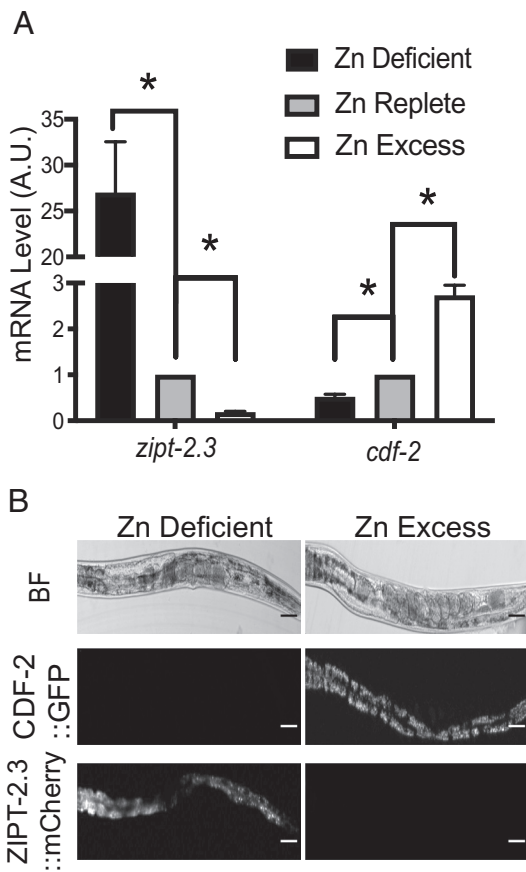 A
Zn Deficient
Zn Replete
Zn Excess
*
*
*
*
mRNA Level (A.U.)
35
30
25
20
3
2
1
0
zipt-2.3
cdf-2
B
Zn Deficient
Zn Excess
BF
CDF-2
::GFP
ZIPT-2.3
::mCherry